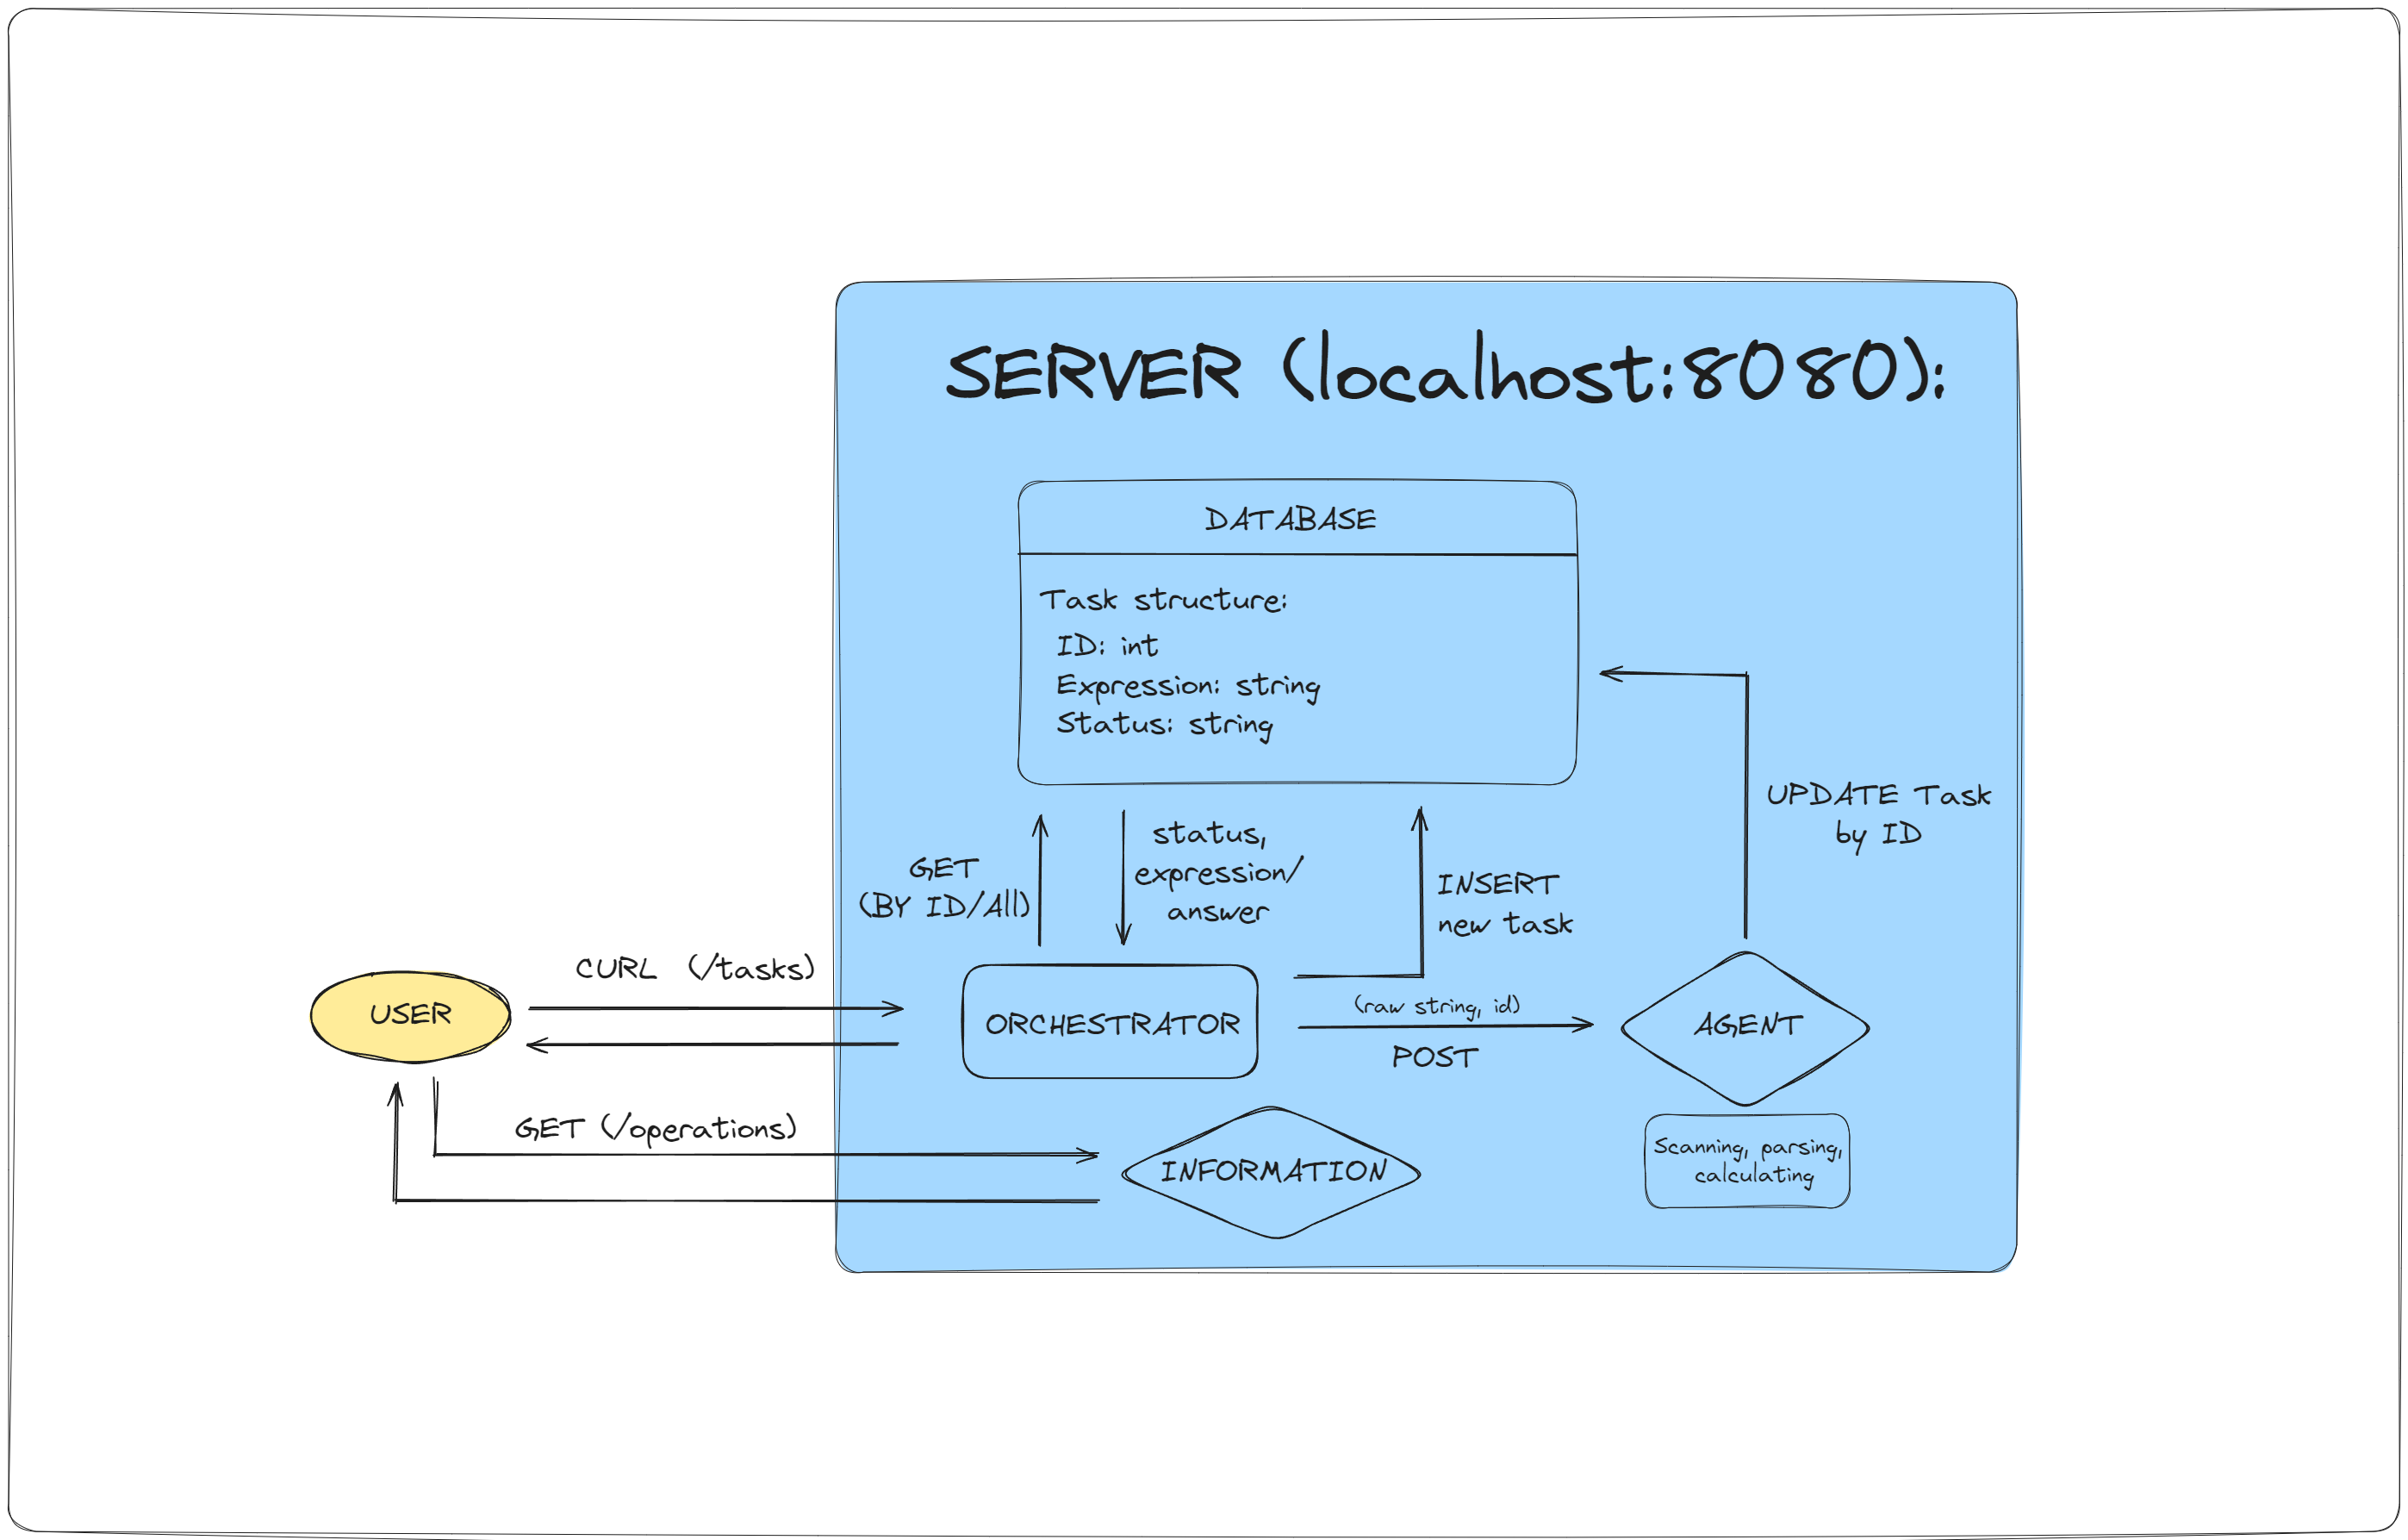 SERVER (localhost:8080):
DATABASE
Task structure:
ID: int
Expression: string
Status: string
UPDATE Task
by ID
status,
expression/
answer
GET
(BY ID/All)
INSERT
new task
CURL (/tasks)
USER
(raw string, id)
ORCHESTRATOR
AGENT
POST
GET (/operations)
INFORMATION
Scanning, parsing,
calculating